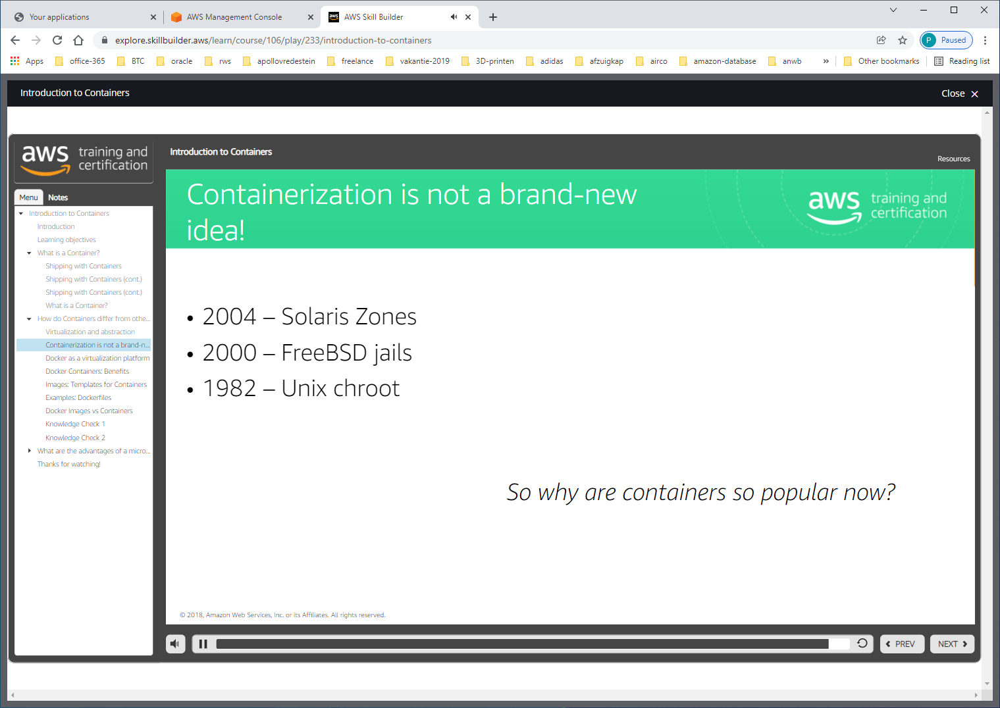 Your applications
AWS Management Console
aws
AWS Skill Builder
explore.skillbuilder.aws/learn/course/106/play/233/introduction-to-containers
P Paused
Apps
office-365
BTC
oracle
rws
apollovredestein
freelance
vakantie-2019
3D-printen
adidas
afzuigkap
airco
amazon-database
anwb
»
Other bookmarks
Reading list
Introduction to Containers
Close
aws training and
certification
Introduction to Containers
Resources
Menu
Notes
Introduction to Containers
Introduction
Learning objectives
What is a Container?
Shipping with Containers
Shipping with Containers (cont.)
Shipping with Containers (cont.)
What is a Container?
How do Containers differ from othe...
Virtualization and abstraction
Containerization is not a brand-n...
Docker as a virtualization platform
Docker Containers: Benefits
Images: Templates for Containers
Examples: Dockerfiles
Docker Images vs Containers
Knowledge Check 1
Knowledge Check 2
What are the advantages of a micro...
Thanks for watching!
Containerization is not a brand-new
idea!
aws training and
certification
• 2004 – Solaris Zones
• 2000 – FreeBSD jails
• 1982 – Unix chroot
So why are containers so popular now?
© 2018, Amazon Web Services, Inc. or its Affiliates. All rights reserved.
PREV
NEXT